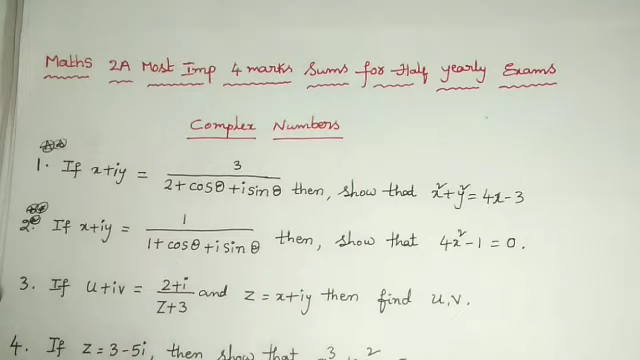 Maths 2A Most Imp 4 marks Sums for Half yearly Exams
Complex Numbers
1. If x+iy = 3/(2+cosθ+isinθ) then, show that x²+y²=4x-3
2. If x+iy = 1/(1+cosθ+isinθ) then, show that 4x²-1=0.
3. If u+iv = (2+i)/(z+3) and z=x+iy then find u,v.
4. If z=3-5i, then show that